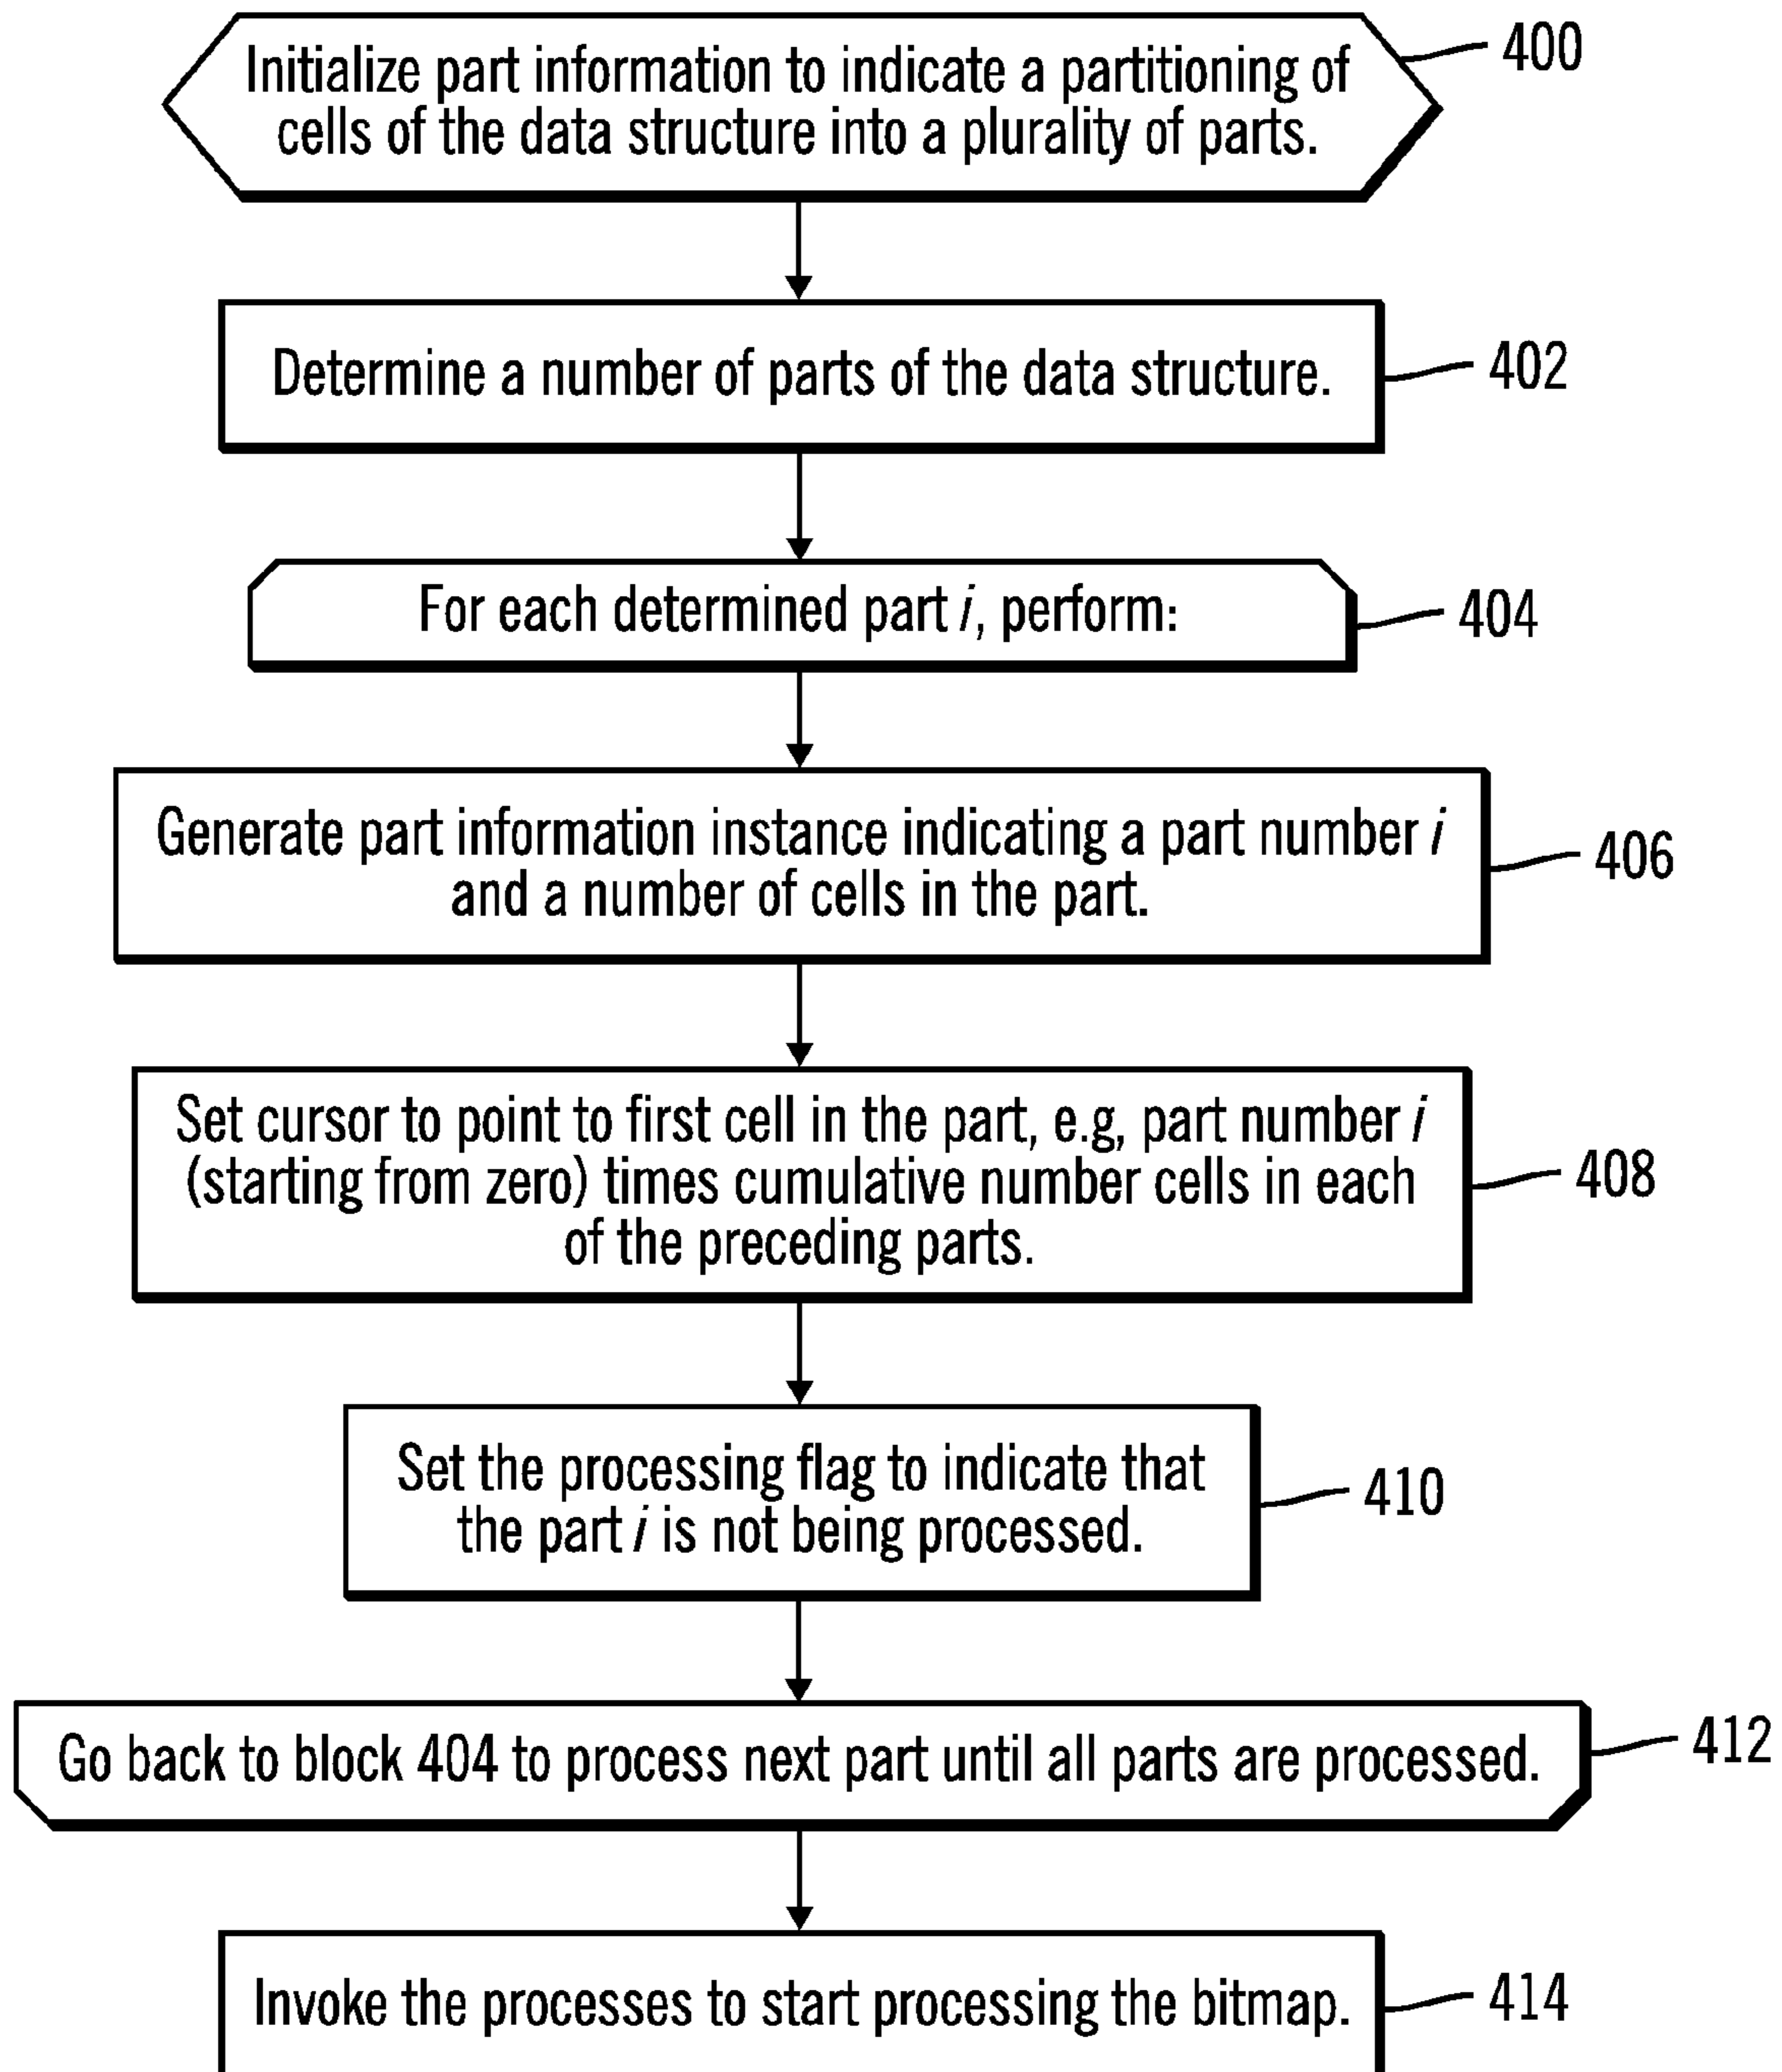 Initialize part information to indicate a partitioning of
cells of the data structure into a plurality of parts.
400
Determine a number of parts of the data structure.
402
For each determined part i, perform:
404
Generate part information instance indicating a part number i
and a number of cells in the part.
406
Set cursor to point to first cell in the part, e.g, part number i
(starting from zero) times cumulative number cells in each
of the preceding parts.
408
Set the processing flag to indicate that
the part i is not being processed.
410
Go back to block 404 to process next part until all parts are processed.
412
Invoke the processes to start processing the bitmap.
414